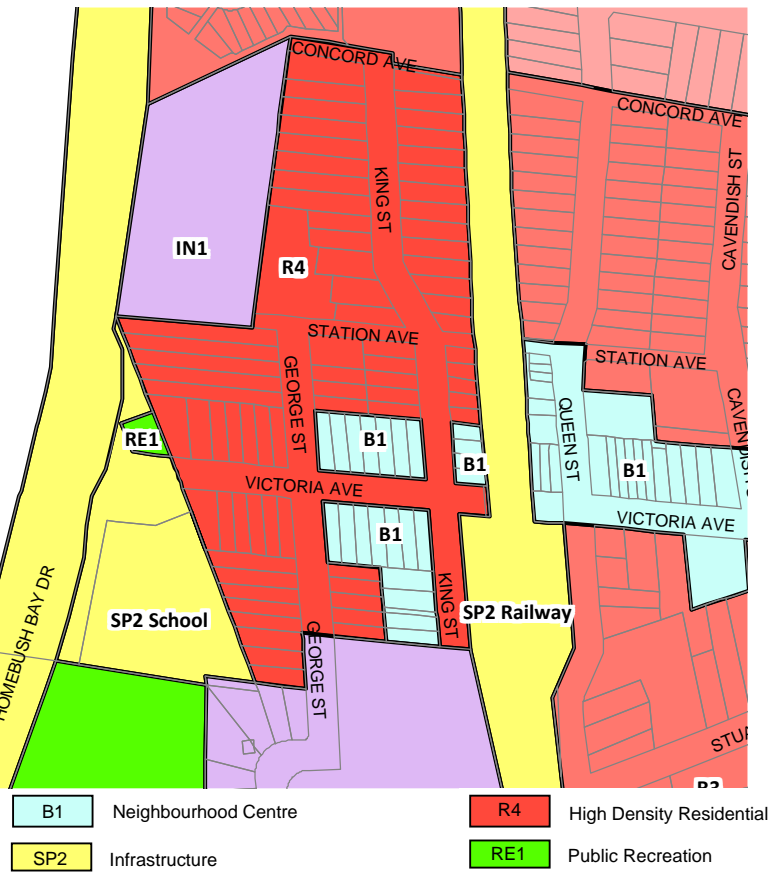 CONCORD AVE
CONCORD AVE
KING ST
CAVENDISH ST
IN1
R4
STATION AVE
STATION AVE
GEORGE ST
QUEEN ST
RE1
B1
B1
B1
VICTORIA AVE
VICTORIA AVE
B1
HOMEBUSH BAY DR
SP2 School
KING ST
SP2 Railway
GEORGE ST
B1 Neighbourhood Centre
R4 High Density Residential
SP2 Infrastructure
RE1 Public Recreation